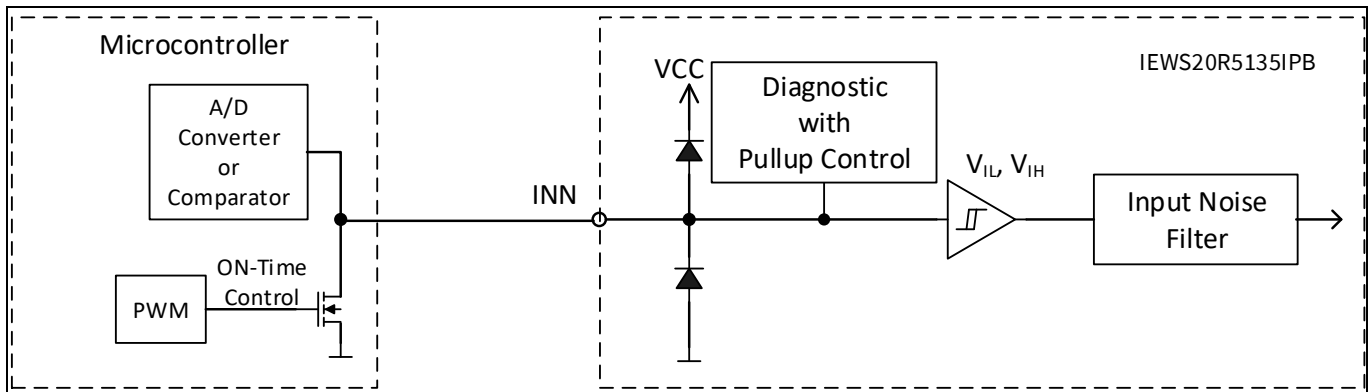 Microcontroller
A/D
Converter
or
Comparator
PWM
ON-Time
Control
INN
IEWS20R5135IPB
VCC
Diagnostic
with
Pullup Control
VIL, VIH
Input Noise
Filter